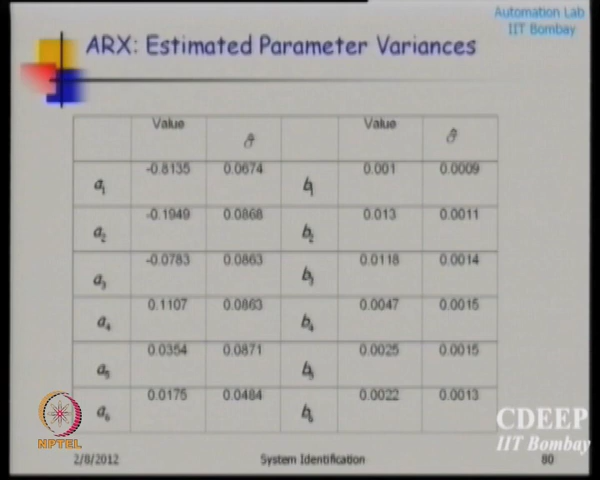 Automation Lab
IIT Bombay
ARX: Estimated Parameter Variances
Value σ̂ Value σ̂
a₁ -0.8135 0.0674 b₁ 0.001 0.0009
a₂ -0.1949 0.0868 b₂ 0.013 0.0011
a₃ -0.0783 0.0863 b₃ 0.0118 0.0014
a₄ 0.1107 0.0863 b₄ 0.0047 0.0015
a₅ 0.0354 0.0871 b₅ 0.0025 0.0015
a₆ 0.0175 0.0484 b₆ 0.0022 0.0013
NPTEL
CDEEP
IIT Bombay
2/8/2012 System Identification 80